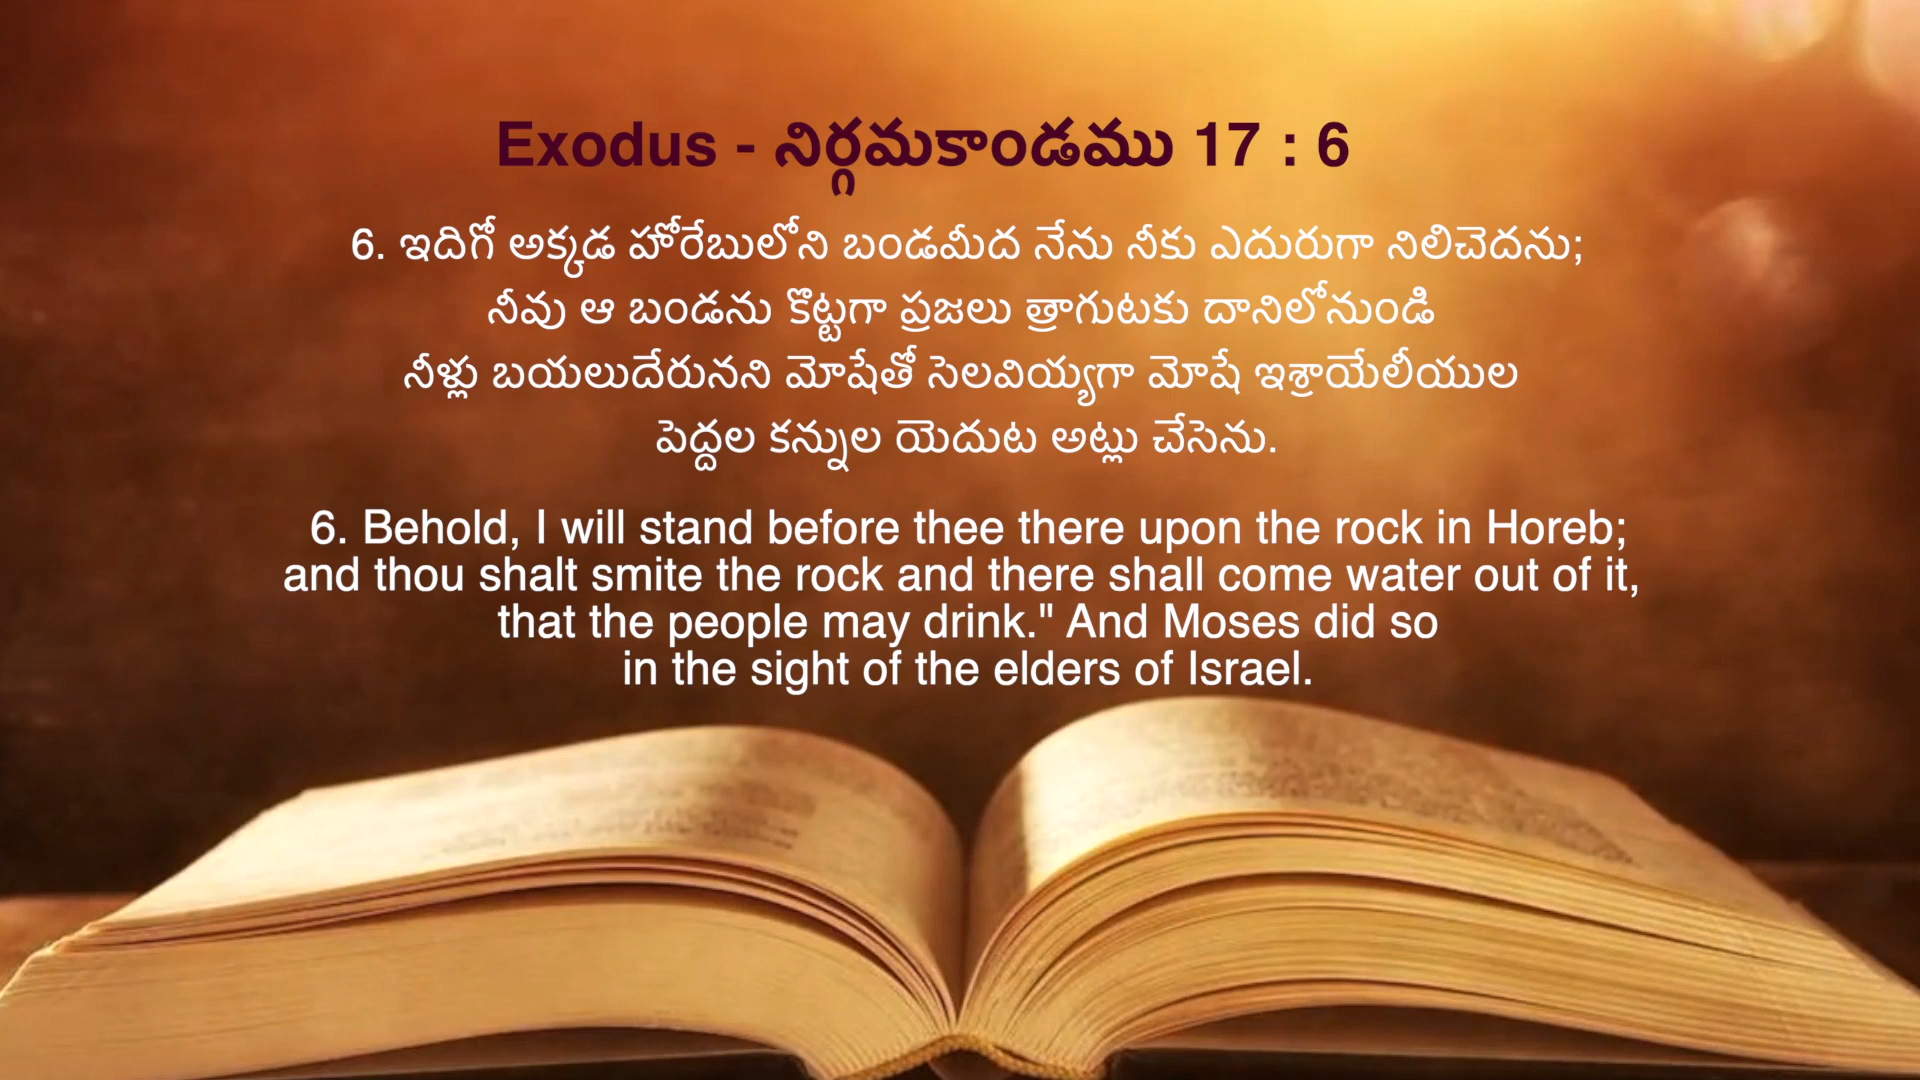 Exodus - నిర్గమకాండము 17 : 6
6. ఇదిగో అక్కడ హోరేబులోని బండమీద నేను నీకు ఎదురుగా నిలిచెదను;
నీవు ఆ బండను కొట్టగా ప్రజలు త్రాగుటకు దానిలోనుండి
నీళ్లు బయలుదేరునని మోషేతో సెలవియ్యగా మోషే ఇశ్రాయేలీయుల
పెద్దల కన్నుల యెదుట అట్లు చేసెను.
6. Behold, I will stand before thee there upon the rock in Horeb;
and thou shalt smite the rock and there shall come water out of it,
that the people may drink." And Moses did so
in the sight of the elders of Israel.